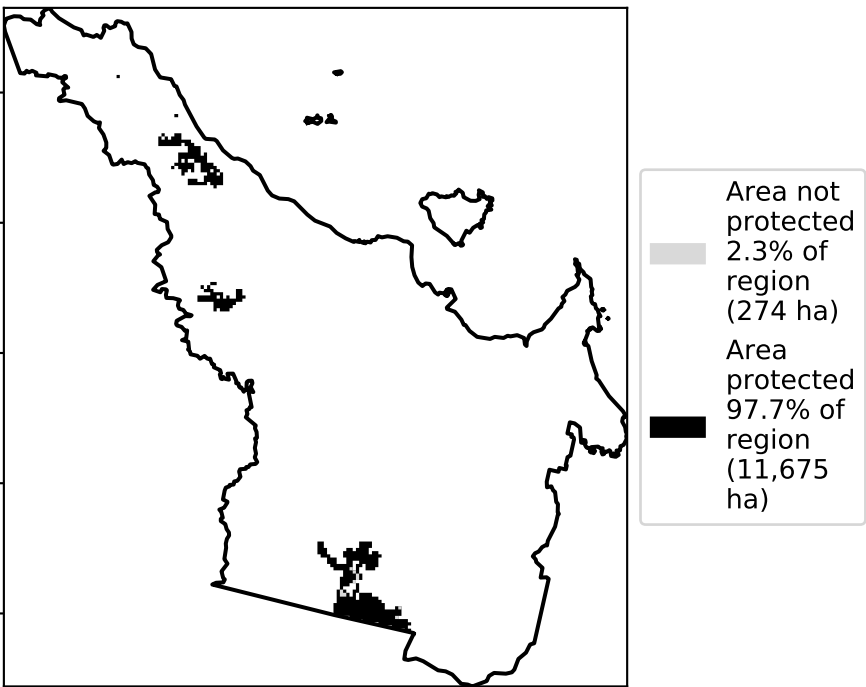 Area not
protected
2.3% of
region
(274 ha)
Area
protected
97.7% of
region
(11,675
ha)